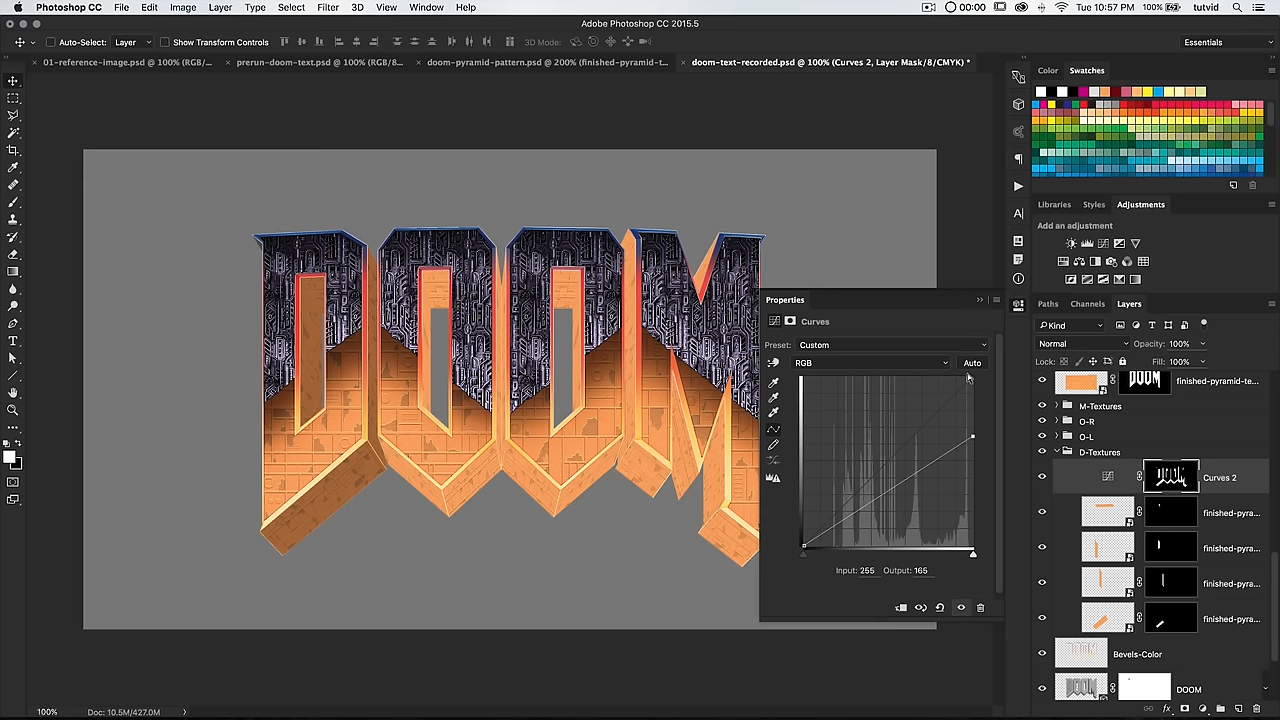 Photoshop CC File Edit Image Layer Type Select Filter 3D View Window Help 00:00 100% Tue 10:57 PM tutvid
Adobe Photoshop CC 2015.5
Auto-Select: Layer Show Transform Controls 3D Mode: Essentials
01-reference-image.psd @ 100% (RGB/... prerun-doom-text.psd @ 100% (RGB/8... doom-pyramid-pattern.psd @ 200% (finished-pyramid-t... doom-text-recorded.psd @ 100% (Curves 2, Layer Mask/8/CMYK) *
Color Swatches
Libraries Styles Adjustments
Add an adjustment
DOOM
Properties
Curves
Preset: Custom
RGB Auto
Input: 255 Output: 165
Paths Channels Layers
Kind
Normal Opacity: 100%
Lock: Fill: 100%
finished-pyramid-te...
M-Textures
O-R
O-L
D-Textures
Curves 2
finished-pyra...
finished-pyra...
finished-pyra...
finished-pyra...
Bevels-Color
DOOM
fx
100% Doc: 10.5M/427.0M